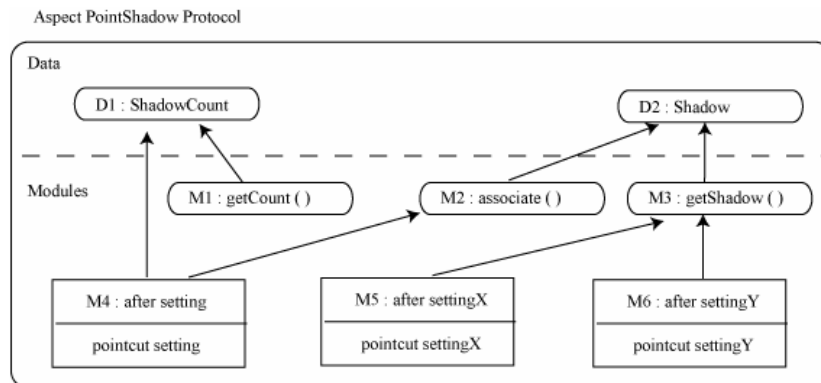 Aspect PointShadow Protocol
Data
D1 : ShadowCount
D2 : Shadow
Modules
M1 : getCount ( )
M2 : associate ( )
M3 : getShadow ( )
M4 : after setting
pointcut setting
M5 : after settingX
pointcut settingX
M6 : after settingY
pointcut settingY